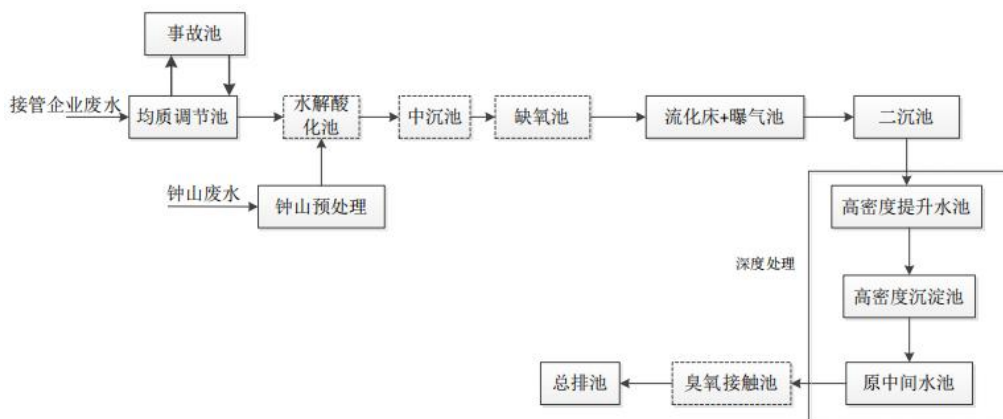 事故池
接管企业废水
均质调节池
水解酸
化池
中沉池
缺氧池
流化床+曝气池
二沉池
钟山废水
钟山预处理
高密度提升水池
深度处理
高密度沉淀池
总排池
臭氧接触池
原中间水池